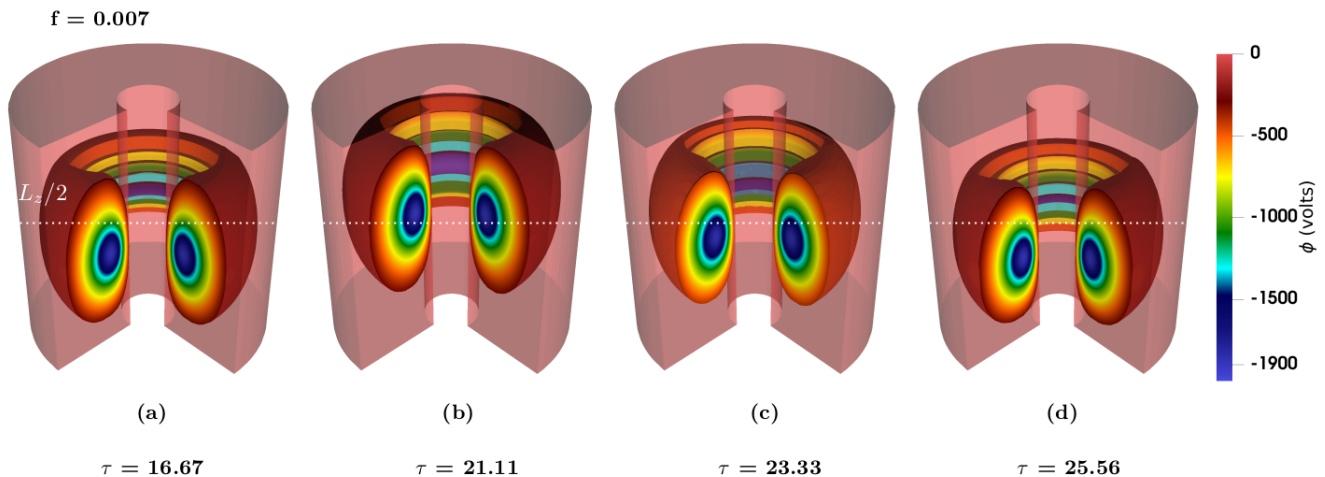 f = 0.007
L_z/2
0
-500
-1000
-1500
-1900
ϕ (volts)
(a) (b) (c) (d)
τ = 16.67 τ = 21.11 τ = 23.33 τ = 25.56